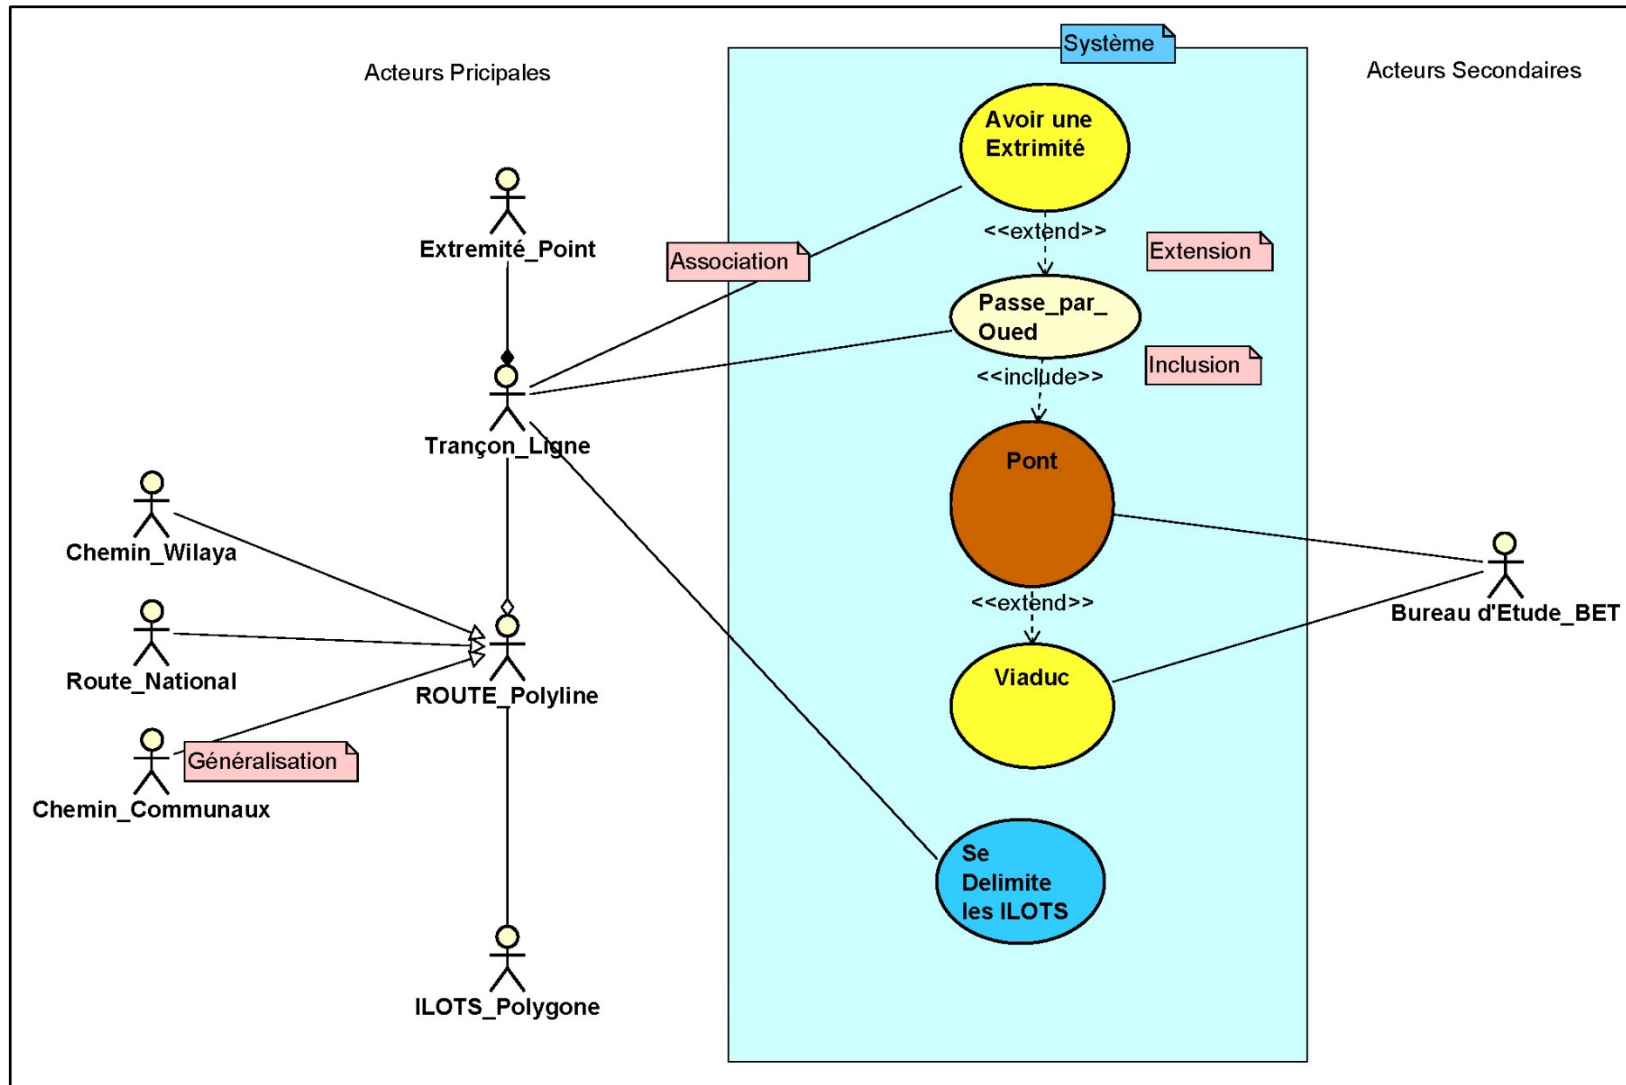 Système
Acteurs Pricipales
Acteurs Secondaires
Avoir une
Extrimité
Extremité_Point
<<extend>>
Association
Extension
Passe_par_
Oued
Inclusion
<<include>>
Trançon_Ligne
Pont
Chemin_Wilaya
<<extend>>
Bureau d'Etude_BET
Route_National
ROUTE_Polyline
Viaduc
Généralisation
Chemin_Communaux
Se
Delimite
les ILOTS
ILOTS_Polygone